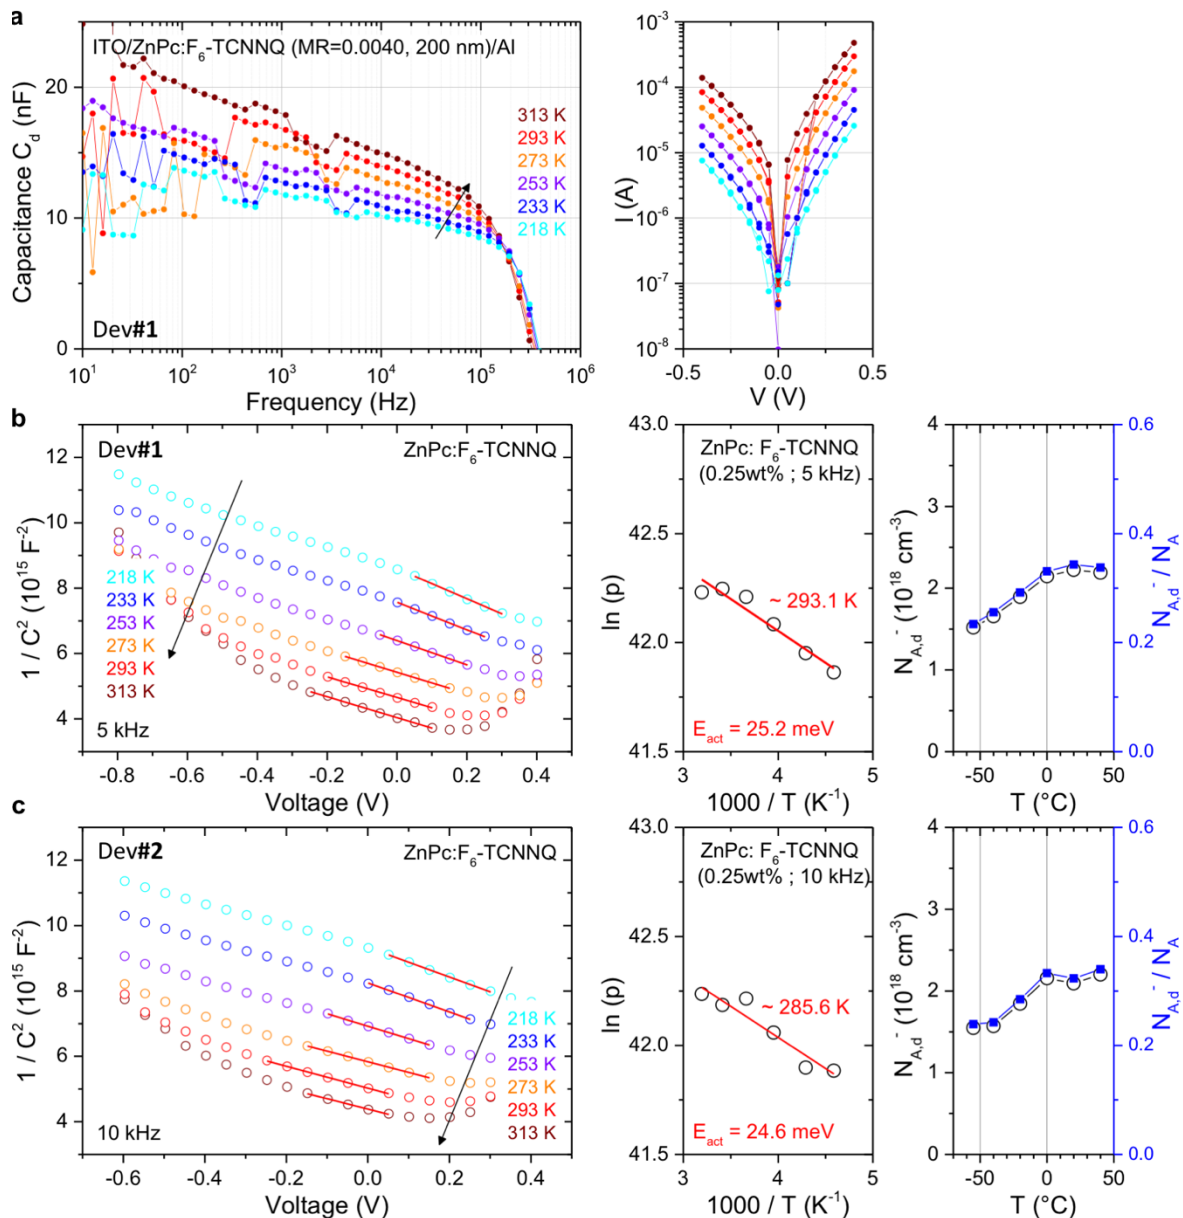 a
ITO/ZnPc:F6-TCNNQ (MR=0.0040, 200 nm)/Al
20
10
0
Capacitance Cd (nF)
313 K
293 K
273 K
253 K
233 K
218 K
Dev#1
10^1 10^2 10^3 10^4 10^5 10^6
Frequency (Hz)
10^-3
10^-4
10^-5
10^-6
10^-7
10^-8
I (A)
-0.5 0.0 0.5
V (V)
b
Dev#1 ZnPc:F6-TCNNQ
12
10
8
6
4
1 / C^2 (10^15 F^-2)
218 K
233 K
253 K
273 K
293 K
313 K
5 kHz
-0.8 -0.6 -0.4 -0.2 0.0 0.2 0.4
Voltage (V)
43.0
42.5
42.0
41.5
ln (p)
ZnPc: F6-TCNNQ
(0.25wt% ; 5 kHz)
~ 293.1 K
Eact = 25.2 meV
3 4 5
1000 / T (K^-1)
4
3
2
1
0
NA,d^- (10^18 cm^-3)
0.6
0.4
0.2
0.0
NA,d^- / NA
-50 0 50
T (°C)
c
Dev#2 ZnPc:F6-TCNNQ
12
10
8
6
4
1 / C^2 (10^15 F^-2)
218 K
233 K
253 K
273 K
293 K
313 K
10 kHz
-0.6 -0.4 -0.2 0.0 0.2 0.4
Voltage (V)
43.0
42.5
42.0
41.5
ln (p)
ZnPc: F6-TCNNQ
(0.25wt% ; 10 kHz)
~ 285.6 K
Eact = 24.6 meV
3 4 5
1000 / T (K^-1)
4
3
2
1
0
NA,d^- (10^18 cm^-3)
0.6
0.4
0.2
0.0
NA,d^- / NA
-50 0 50
T (°C)